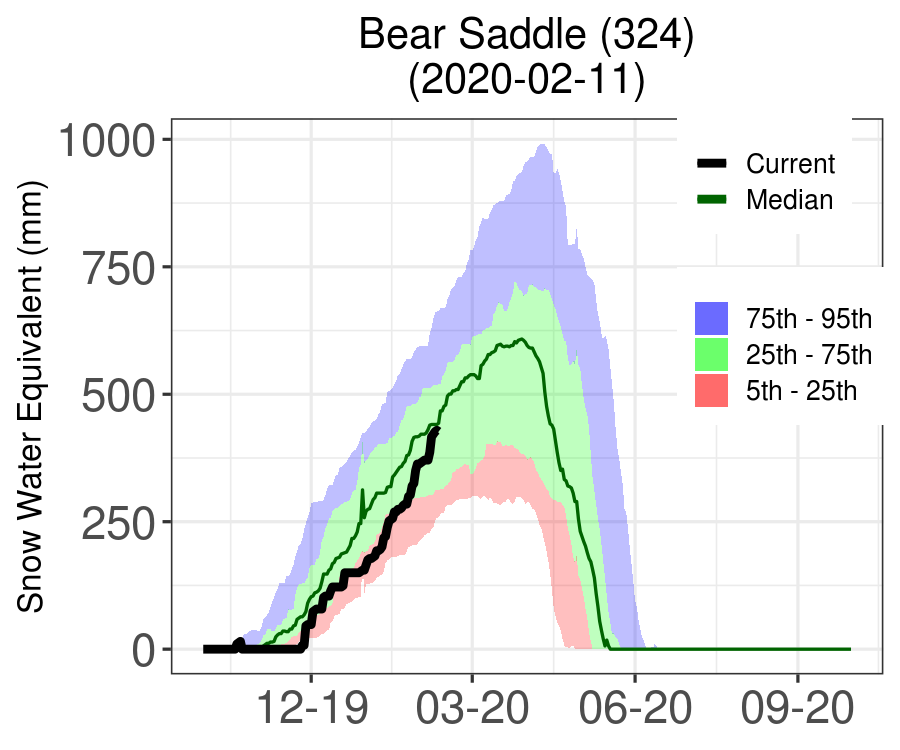 Bear Saddle (324)
(2020-02-11)
Snow Water Equivalent (mm)
1000
750
500
250
0
12-19
03-20
06-20
09-20
Current
Median
75th - 95th
25th - 75th
5th - 25th